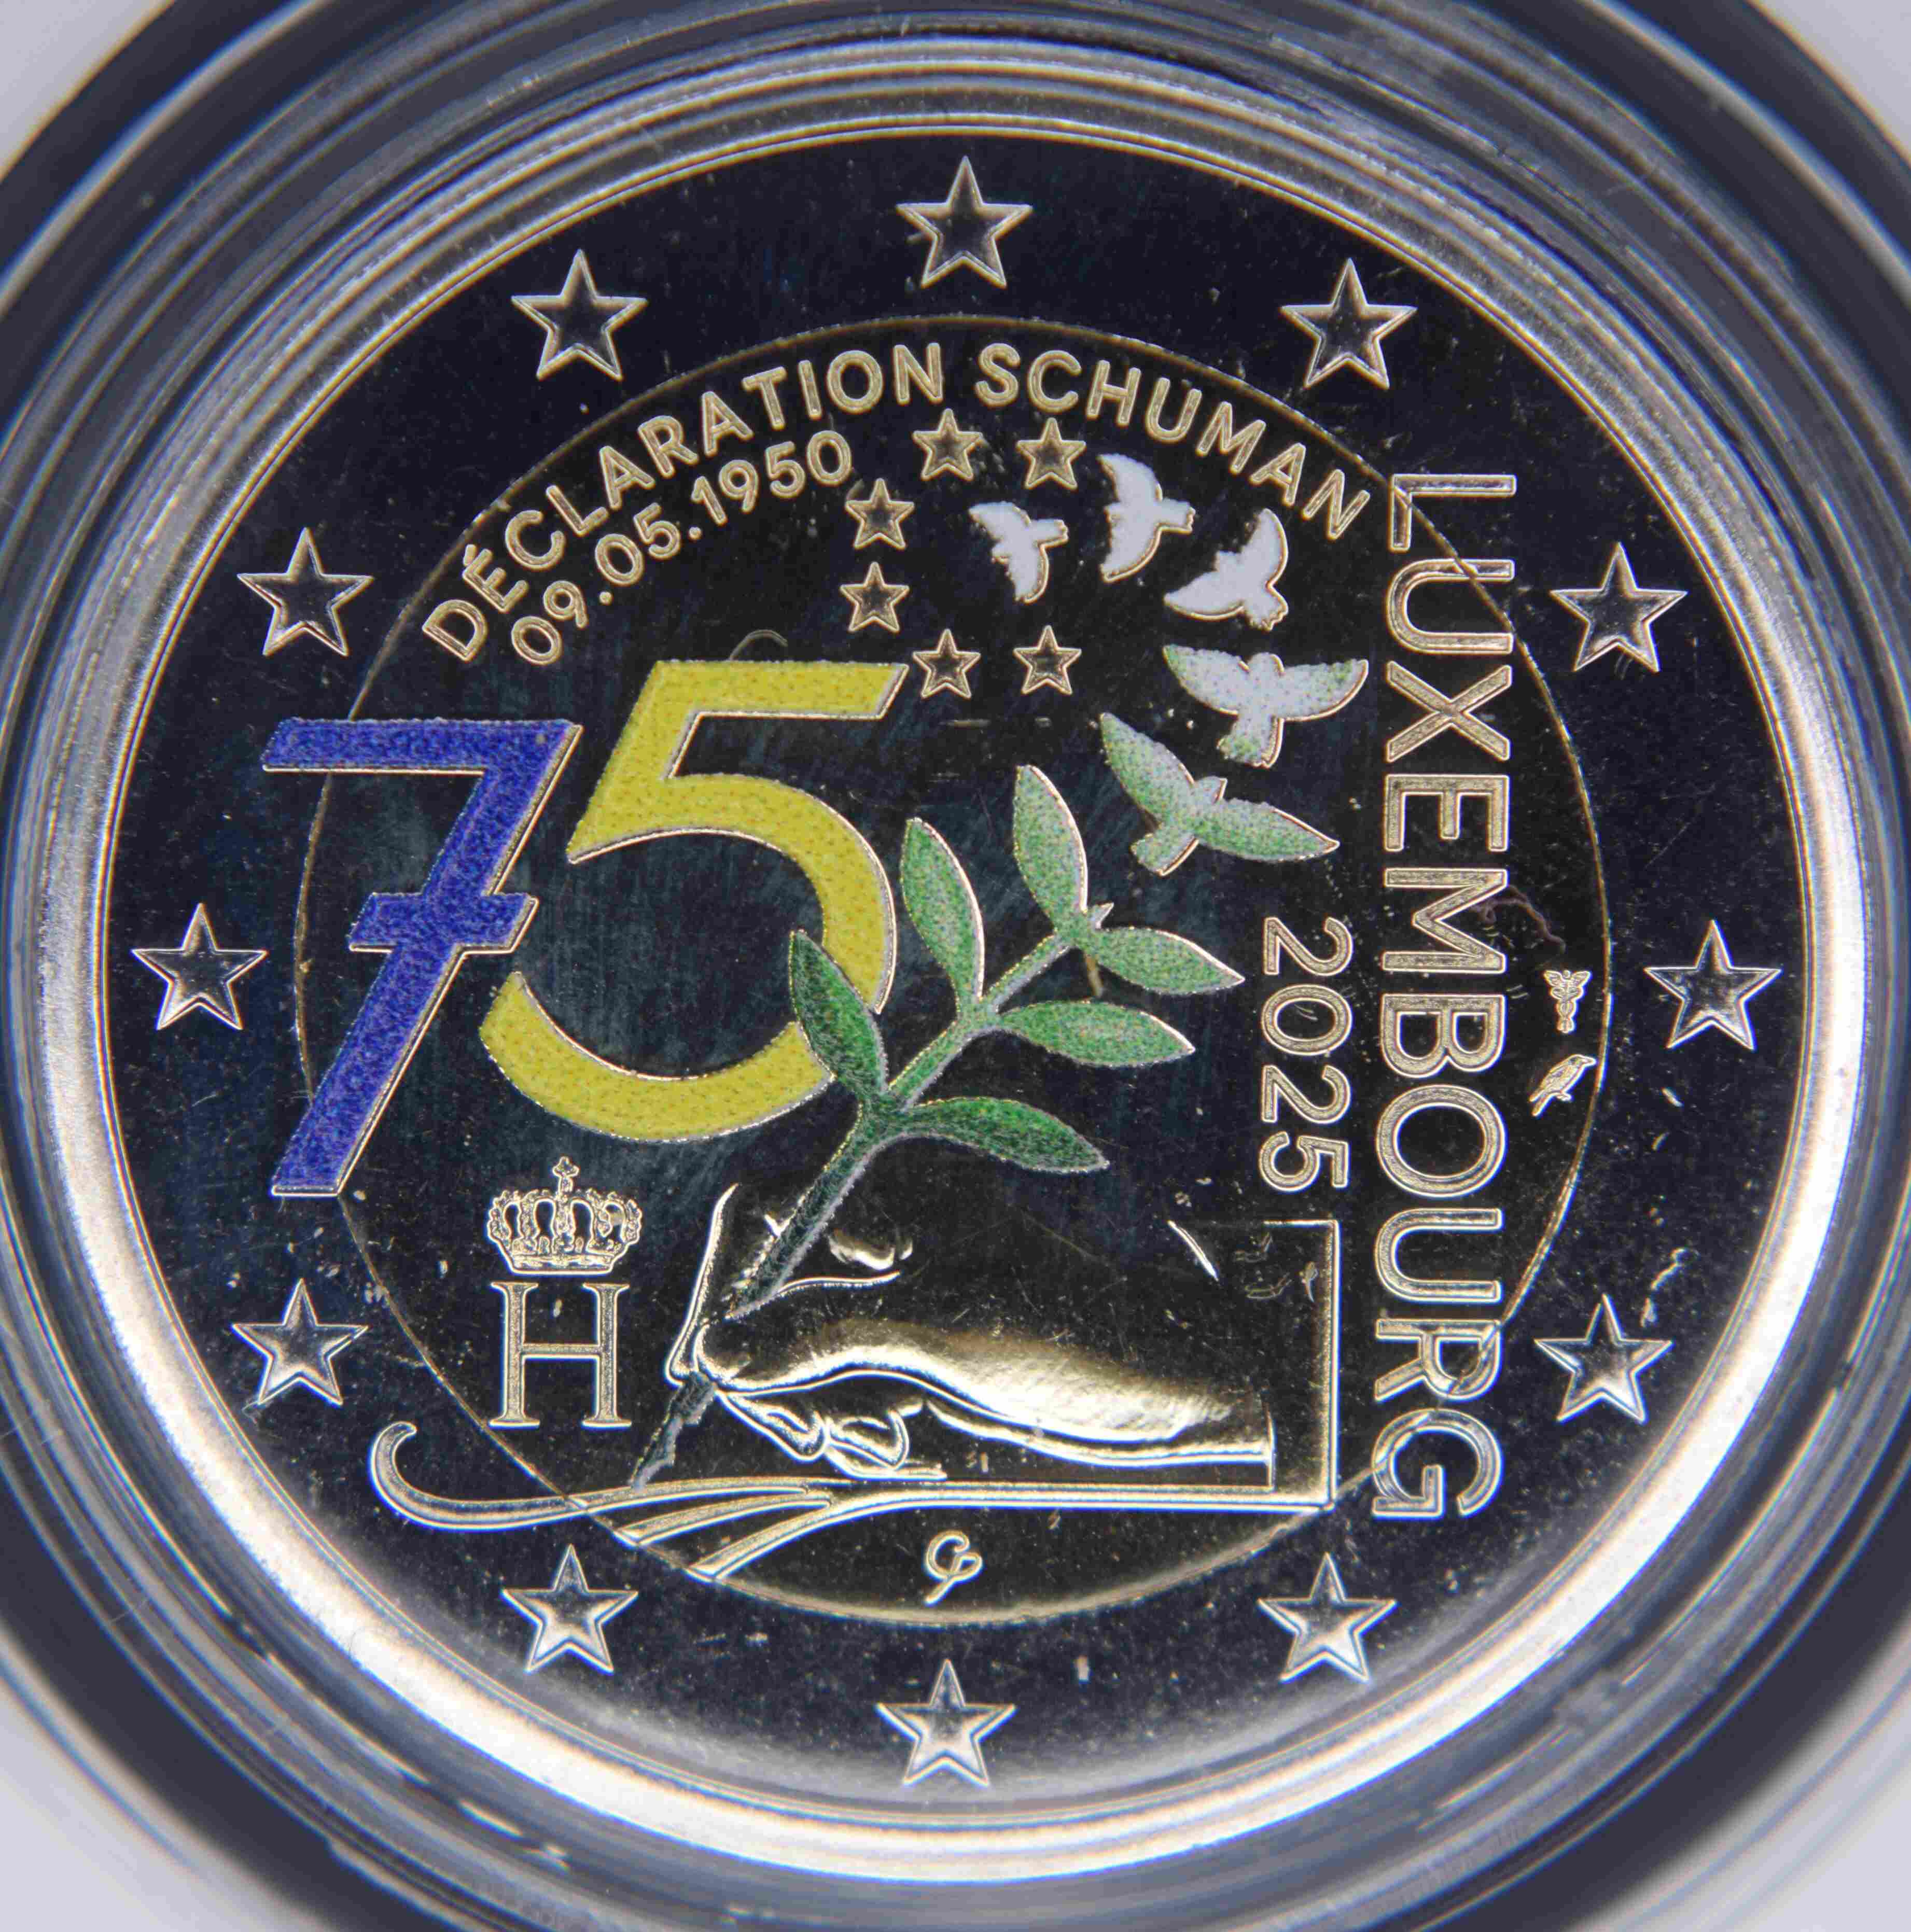 DÉCLARATION SCHUMAN
09.05.1950
75
LUXEMBOURG
2025
H